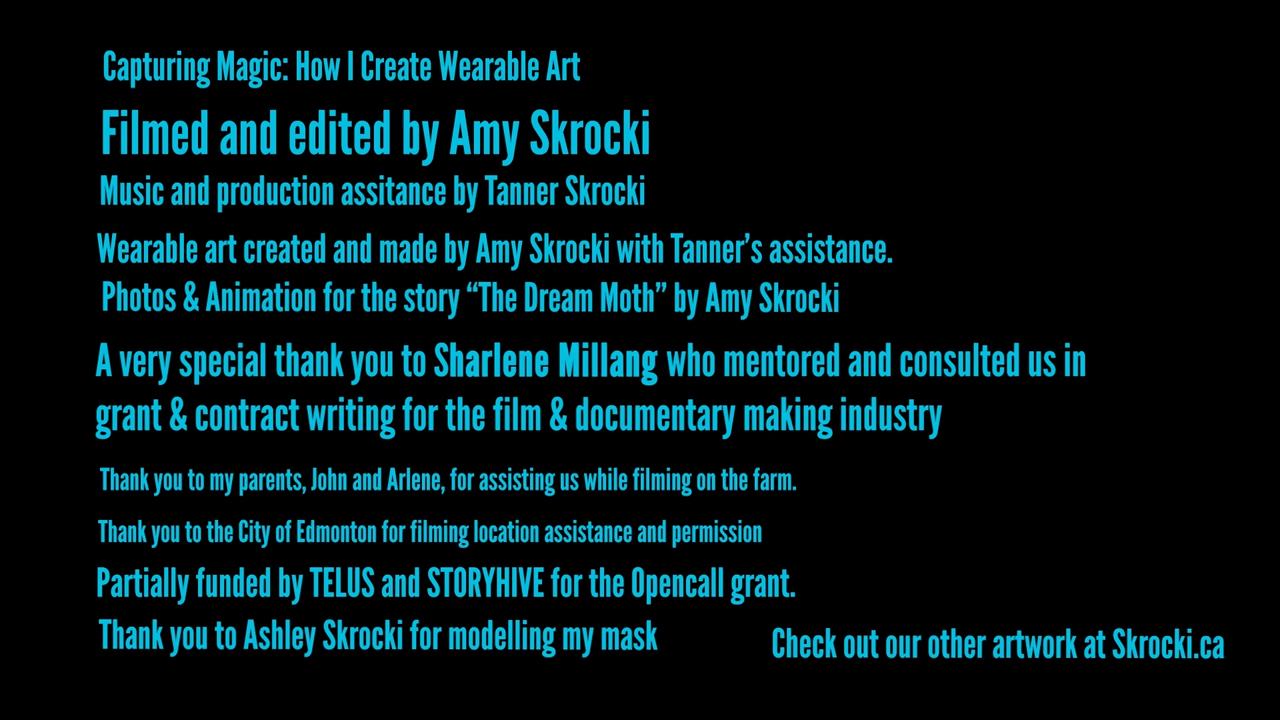 Capturing Magic: How I Create Wearable Art
Filmed and edited by Amy Skrocki
Music and production assitance by Tanner Skrocki
Wearable art created and made by Amy Skrocki with Tanner’s assistance.
Photos & Animation for the story “The Dream Moth” by Amy Skrocki
A very special thank you to Sharlene Millang who mentored and consulted us in
grant & contract writing for the film & documentary making industry
Thank you to my parents, John and Arlene, for assisting us while filming on the farm.
Thank you to the City of Edmonton for filming location assistance and permission
Partially funded by TELUS and STORYHIVE for the Opencall grant.
Thank you to Ashley Skrocki for modelling my mask
Check out our other artwork at Skrocki.ca